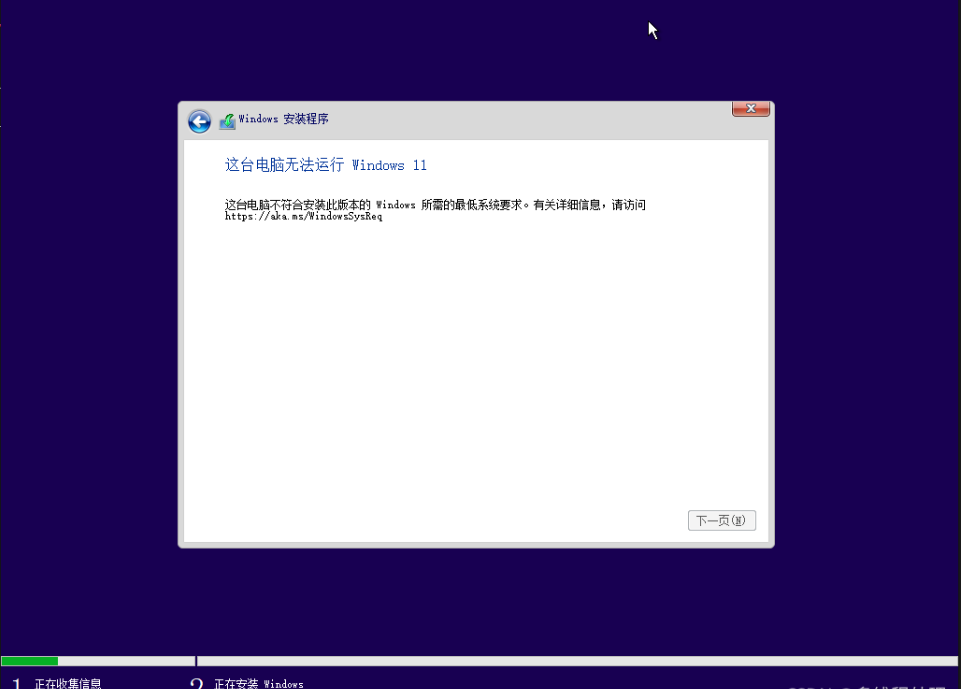 Windows 安装程序
这台电脑无法运行 Windows 11
这台电脑不符合安装此版本的 Windows 所需的最低系统要求。有关详细信息，请访问
https://aka.ms/WindowsSysReq
下一页(N)
1 正在收集信息
2 正在安装 Windows